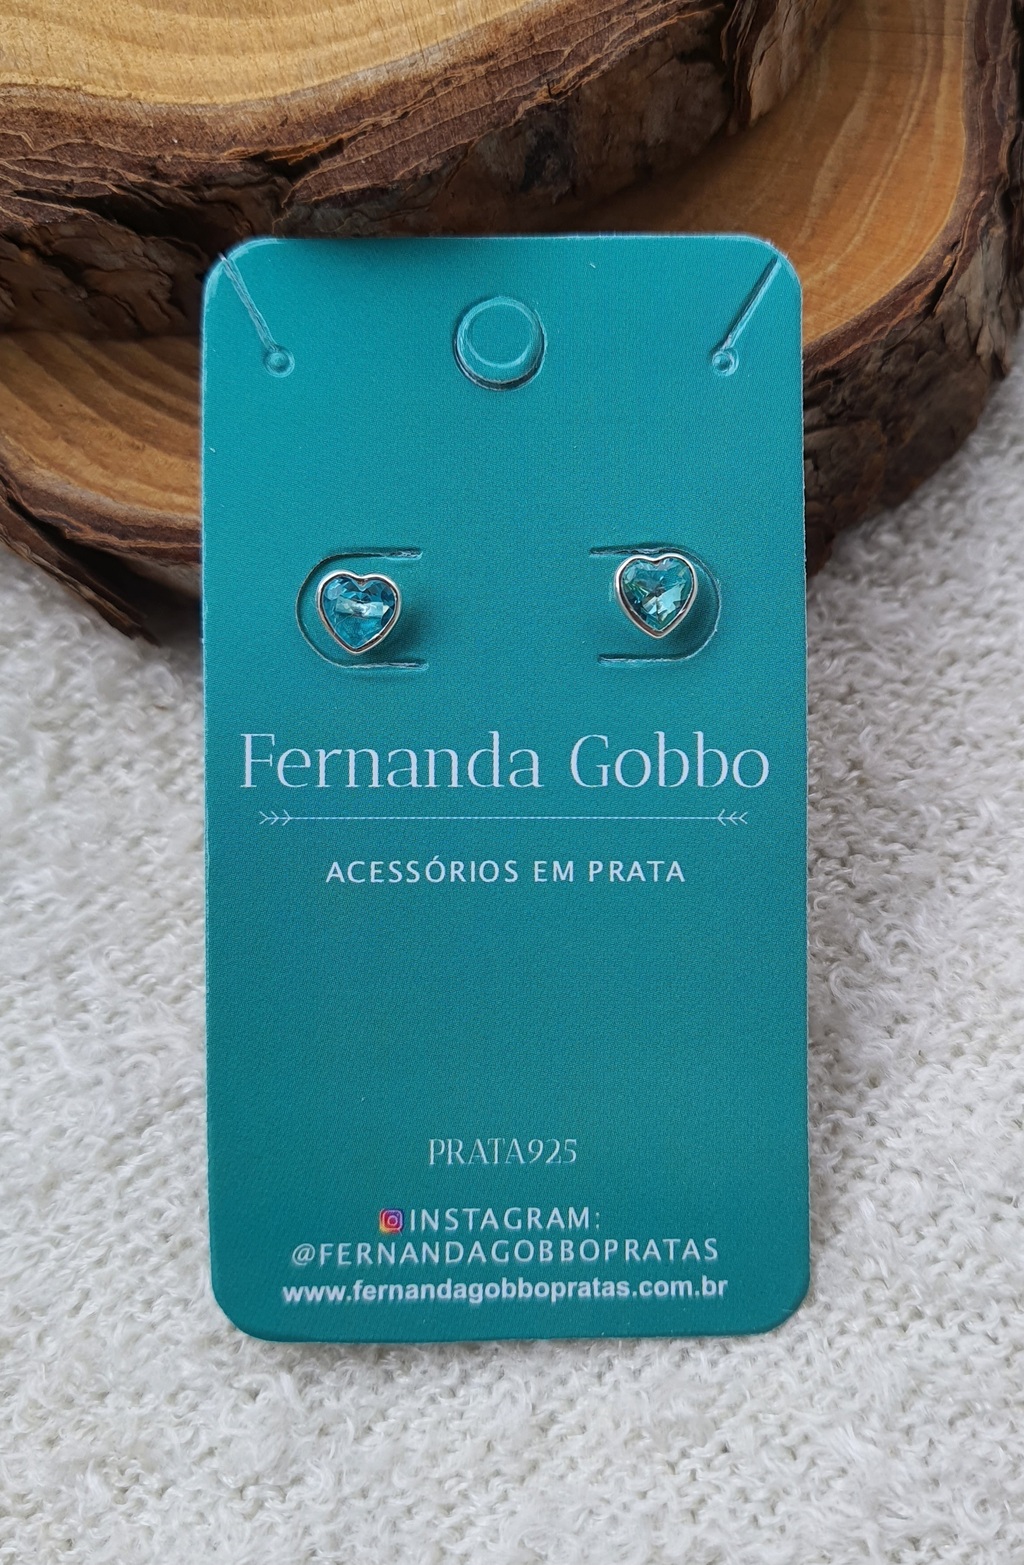 Fernanda Gobbo
ACESSÓRIOS EM PRATA
PRATA925
INSTAGRAM:
@FERNANDAGOBBOPRATAS
www.fernandagobbopratas.com.br